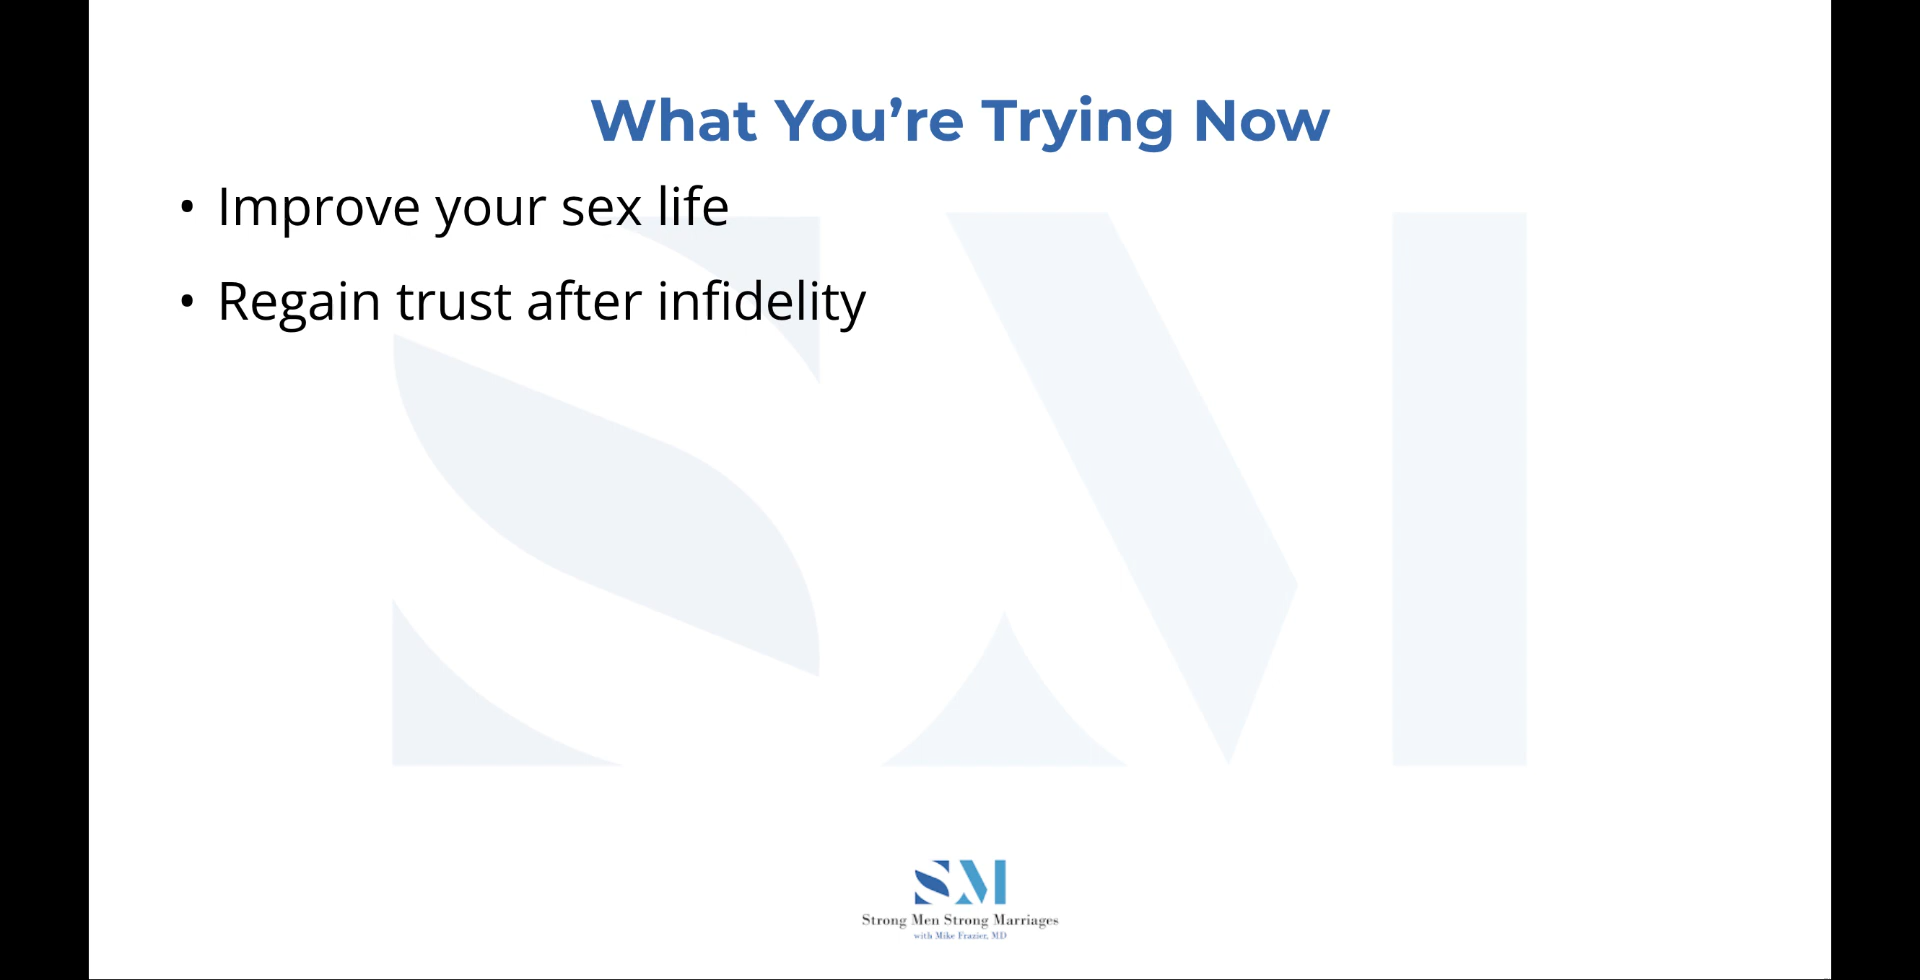 What You’re Trying Now
• Improve your sex life
• Regain trust after infidelity
SM
SM
Strong Men Strong Marriages
with Mike Frazier, MD